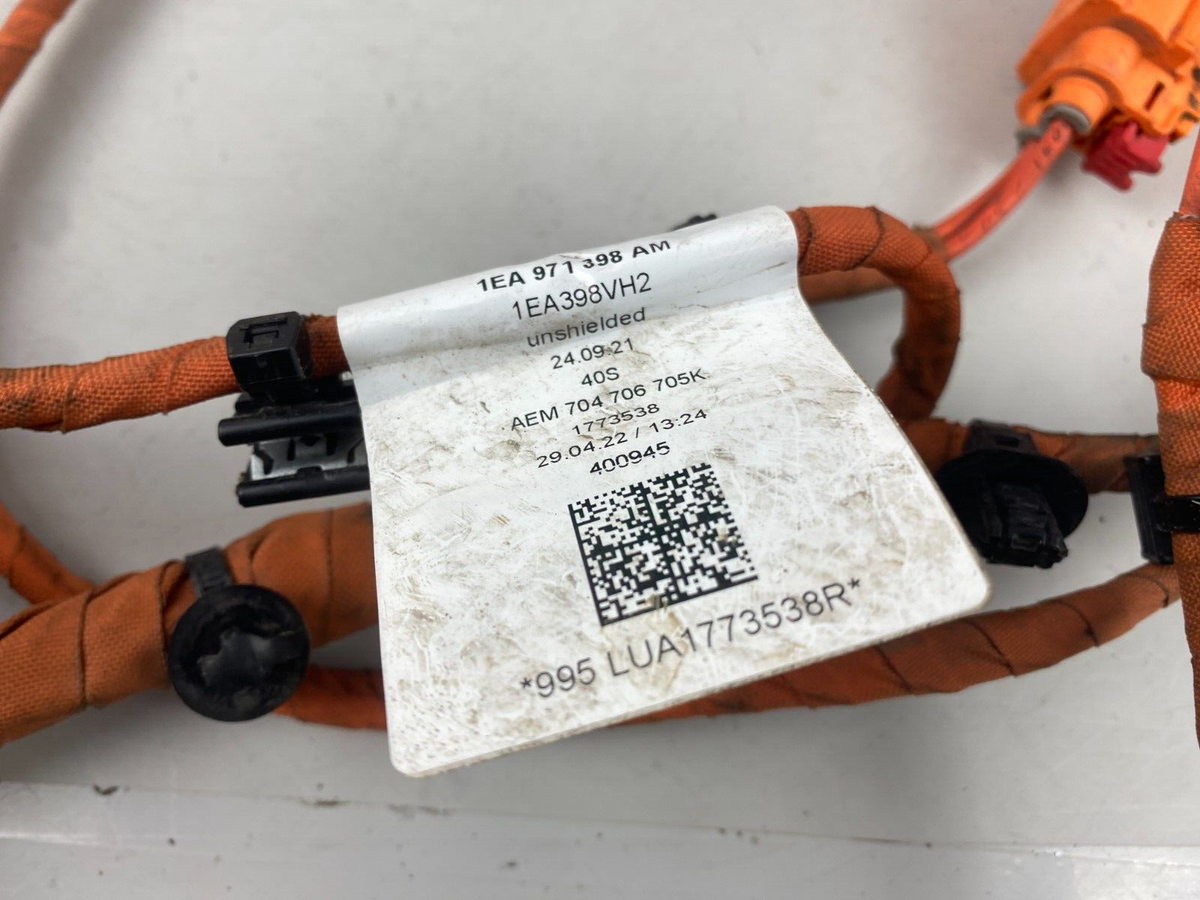 1EA 971 398 AM
1EA398VH2
unshielded
24.09.21
40S
AEM 704 706 705K
1773538
29.04.22 / 13:24
400945
*995 LUA1773538R*